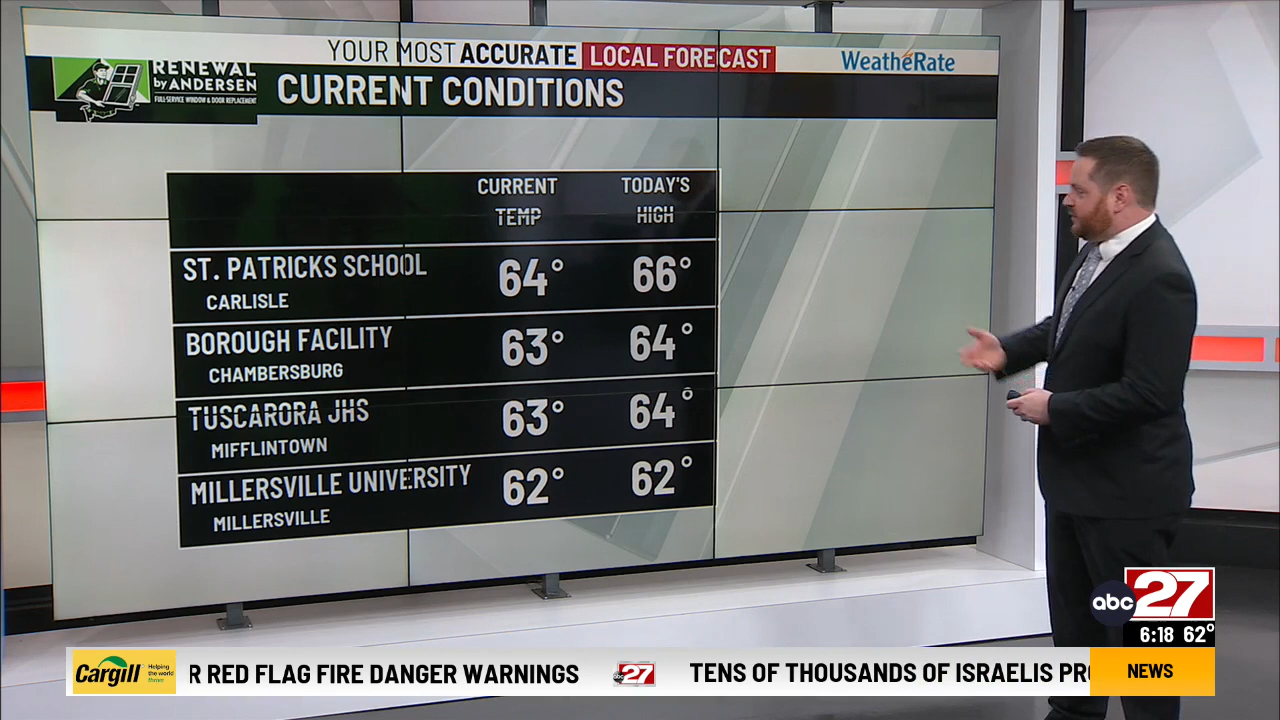 YOUR MOST ACCURATE LOCAL FORECAST
WeatheRate
RENEWAL
by ANDERSEN
FULL-SERVICE WINDOW & DOOR REPLACEMENT
CURRENT CONDITIONS
CURRENT TEMP
TODAY'S HIGH
ST. PATRICKS SCHOOL 64° 66°
CARLISLE
BOROUGH FACILITY 63° 64°
CHAMBERSBURG
TUSCARORA JHS 63° 64°
MIFFLINTOWN
MILLERSVILLE UNIVERSITY 62° 62°
MILLERSVILLE
abc 27
6:18 62°
Cargill Helping the world thrive
R RED FLAG FIRE DANGER WARNINGS abc 27 TENS OF THOUSANDS OF ISRAELIS PR
NEWS